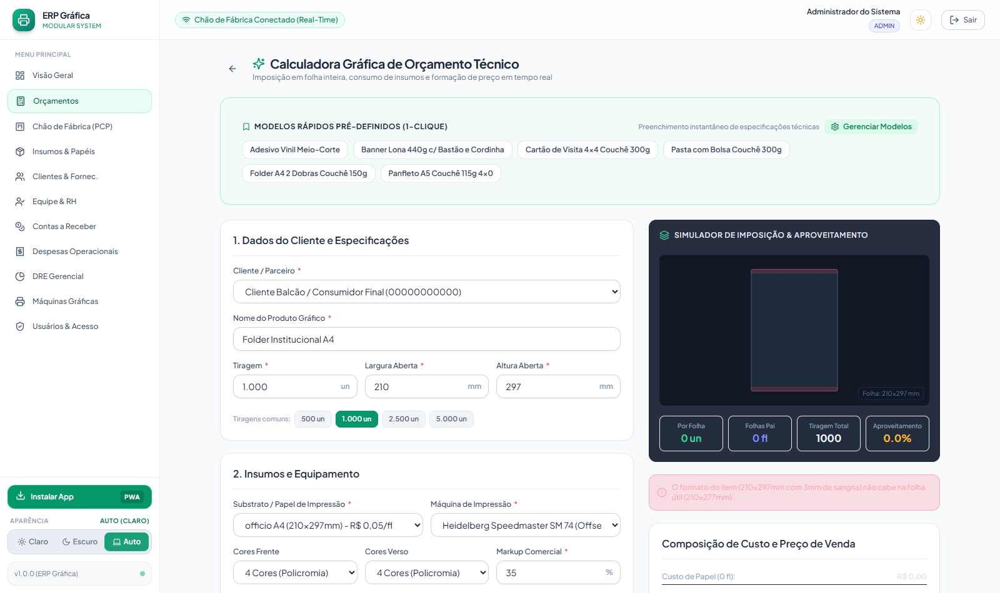 ERP Gráfica
MODULAR SYSTEM
Chão de Fábrica Conectado (Real-Time)
Administrador do Sistema
ADMIN
Sair
MENU PRINCIPAL
Visão Geral
Orçamentos
Chão de Fábrica (PCP)
Insumos & Papéis
Clientes & Fornec.
Equipe & RH
Contas a Receber
Despesas Operacionais
DRE Gerencial
Máquinas Gráficas
Usuários & Acesso
Instalar App PWA
APARÊNCIA AUTO (CLARO)
Claro Escuro Auto
v1.0.0 (ERP Gráfica)
Calculadora Gráfica de Orçamento Técnico
Imposição em folha inteira, consumo de insumos e formação de preço em tempo real
MODELOS RÁPIDOS PRÉ-DEFINIDOS (1-CLIQUE)
Preenchimento instantâneo de especificações técnicas Gerenciar Modelos
Adesivo Vinil Meio-Corte Banner Lona 440g c/ Bastão e Cordinha Cartão de Visita 4×4 Couchê 300g Pasta com Bolsa Couchê 300g
Folder A4 2 Dobras Couchê 150g Panfleto A5 Couchê 115g 4×0
1. Dados do Cliente e Especificações
Cliente / Parceiro *
Cliente Balcão / Consumidor Final (00000000000)
Nome do Produto Gráfico *
Folder Institucional A4
Tiragem * Largura Aberta * Altura Aberta *
1.000 un 210 mm 297 mm
Tiragens comuns: 500 un 1.000 un 2.500 un 5.000 un
2. Insumos e Equipamento
Substrato / Papel de Impressão * Máquina de Impressão *
officio A4 (210×297mm) - R$ 0,05/fl Heidelberg Speedmaster SM 74 (Offse
Cores Frente Cores Verso Markup Comercial *
4 Cores (Policromia) 4 Cores (Policromia) 35 %
SIMULADOR DE IMPOSIÇÃO & APROVEITAMENTO
Folha: 210×297 mm
Por Folha Folhas Pai Tiragem Total Aproveitamento
0 un 0 fl 1000 0.0%
O formato do item (210×297mm com 3mm de sangria) não cabe na folha
útil (210×277mm).
Composição de Custo e Preço de Venda
Custo de Papel (0 fl): R$ 0,00